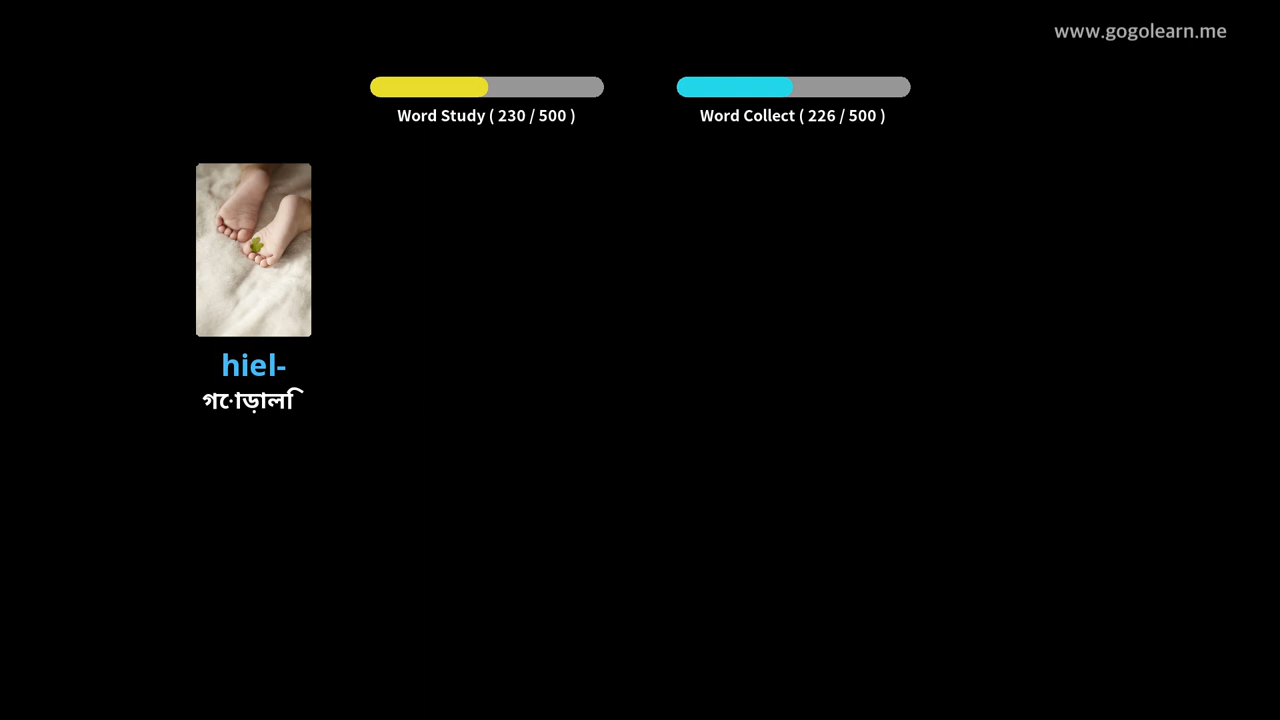 www.gogolearn.me
Word Study ( 230 / 500 )
Word Collect ( 226 / 500 )
hiel-
গোড়ালি